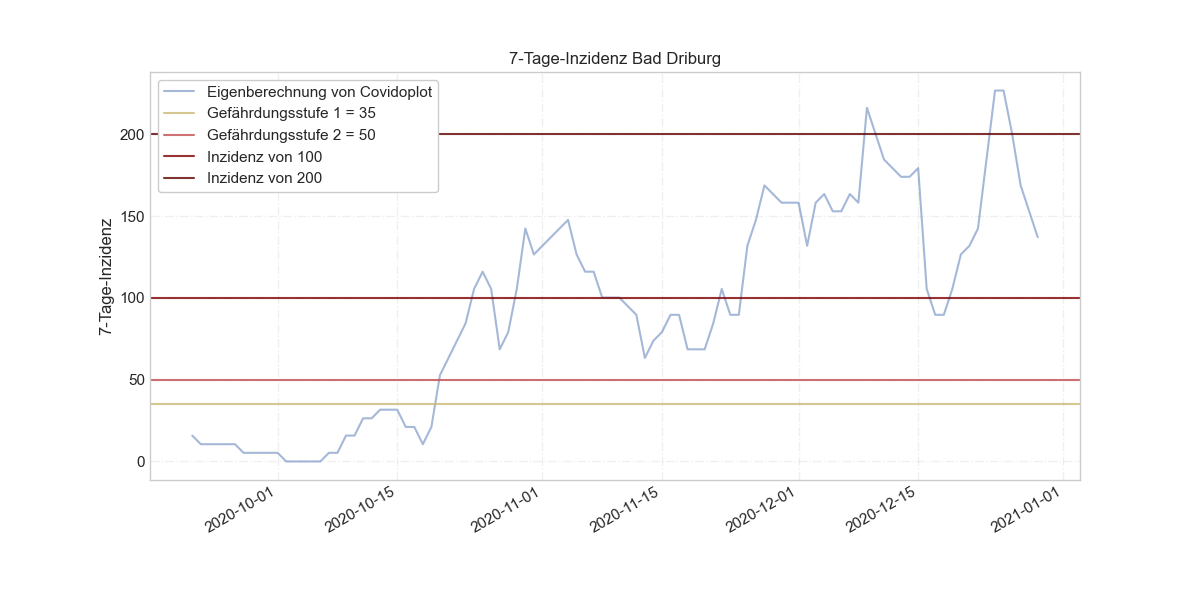 7-Tage-Inzidenz Bad Driburg
Eigenberechnung von Covidoplot
Gefährdungsstufe 1 = 35
Gefährdungsstufe 2 = 50
Inzidenz von 100
Inzidenz von 200
7-Tage-Inzidenz
200
150
100
50
0
2020-10-01
2020-10-15
2020-11-01
2020-11-15
2020-12-01
2020-12-15
2021-01-01